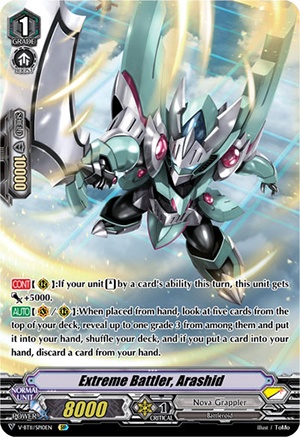 1
GRADE
BOOST
10000
CONT [ ]:If your unit [ ] by a card's ability this turn, this unit gets
+5000.
AUTO [ ]:When placed from hand, look at five cards from
the top of your deck, reveal up to one grade 3 from among them and put
it into your hand, shuffle your deck, and if you put a card into your
hand, discard a card from your hand.
Extreme Battler, Arashid
NORMAL UNIT
Nova Grappler
Battleroid
POWER
8000
1
CRITICAL
V-BT11/SP10EN SP
Illust / ToMo